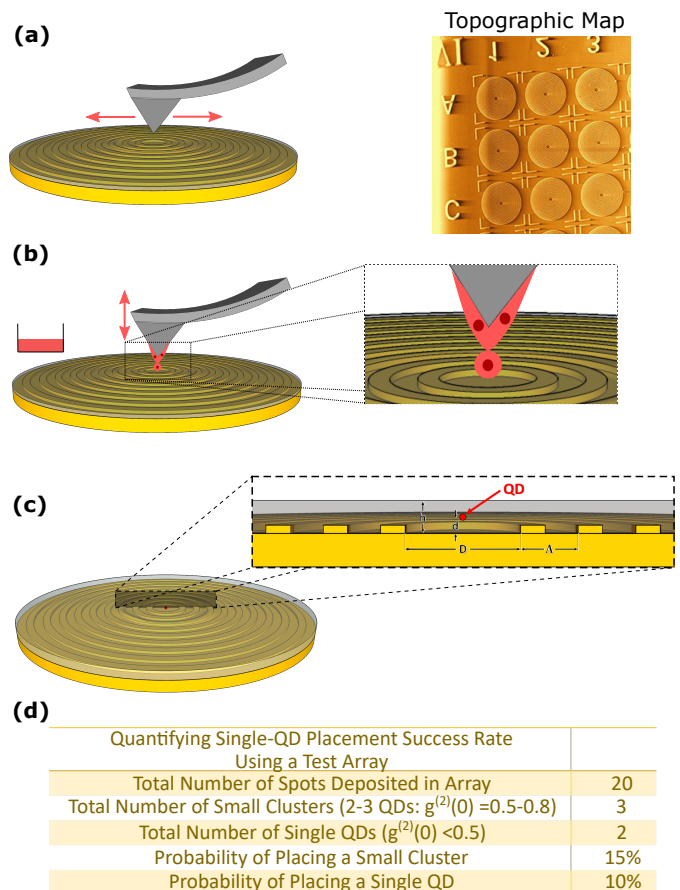 Topographic Map
(a)
VI 1 2 3
A
B
C
(b)
(c)
QD
h
d
D
Λ
(d)
Quantifying Single-QD Placement Success Rate
Using a Test Array
Total Number of Spots Deposited in Array 20
Total Number of Small Clusters (2-3 QDs: g(2)(0) =0.5-0.8) 3
Total Number of Single QDs (g(2)(0) <0.5) 2
Probability of Placing a Small Cluster 15%
Probability of Placing a Single QD 10%